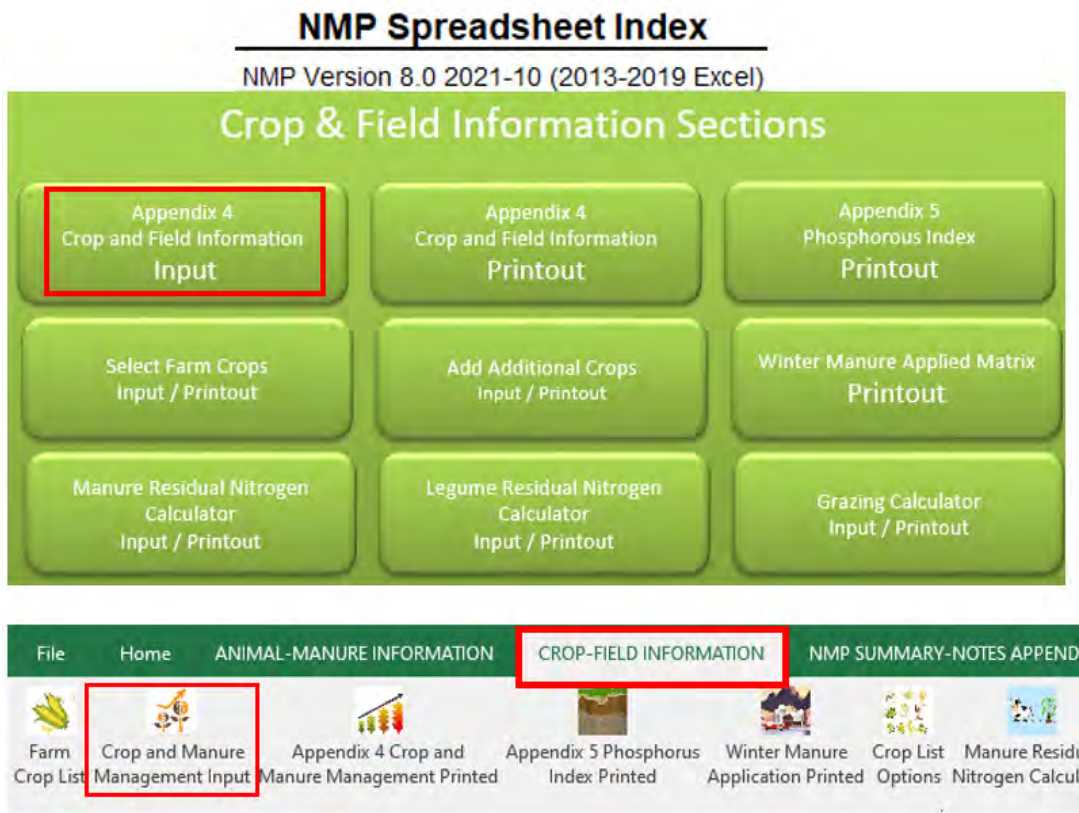 NMP Spreadsheet Index
NMP Version 8.0 2021-10 (2013-2019 Excel)
Crop & Field Information Sections
Appendix 4
Crop and Field Information
Input
Appendix 4
Crop and Field Information
Printout
Appendix 5
Phosphorous Index
Printout
Select Farm Crops
Input / Printout
Add Additional Crops
Input / Printout
Winter Manure Applied Matrix
Printout
Manure Residual Nitrogen
Calculator
Input / Printout
Legume Residual Nitrogen
Calculator
Input / Printout
Grazing Calculator
Input / Printout
File Home ANIMAL-MANURE INFORMATION CROP-FIELD INFORMATION NMP SUMMARY-NOTES APPEND
Farm
Crop List
Crop and Manure
Management Input
Appendix 4 Crop and
Manure Management Printed
Appendix 5 Phosphorus
Index Printed
Winter Manure
Application Printed
Crop List
Options
Manure Residu
Nitrogen Calcul